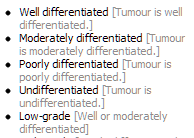 • Well differentiated [Tumour is well
differentiated.]
• Moderately differentiated [Tumour
is moderately differentiated.]
• Poorly differentiated [Tumour is
poorly differentiated.]
• Undifferentiated [Tumour is
undifferentiated.]
• Low-grade [Well or moderately
differentiated]